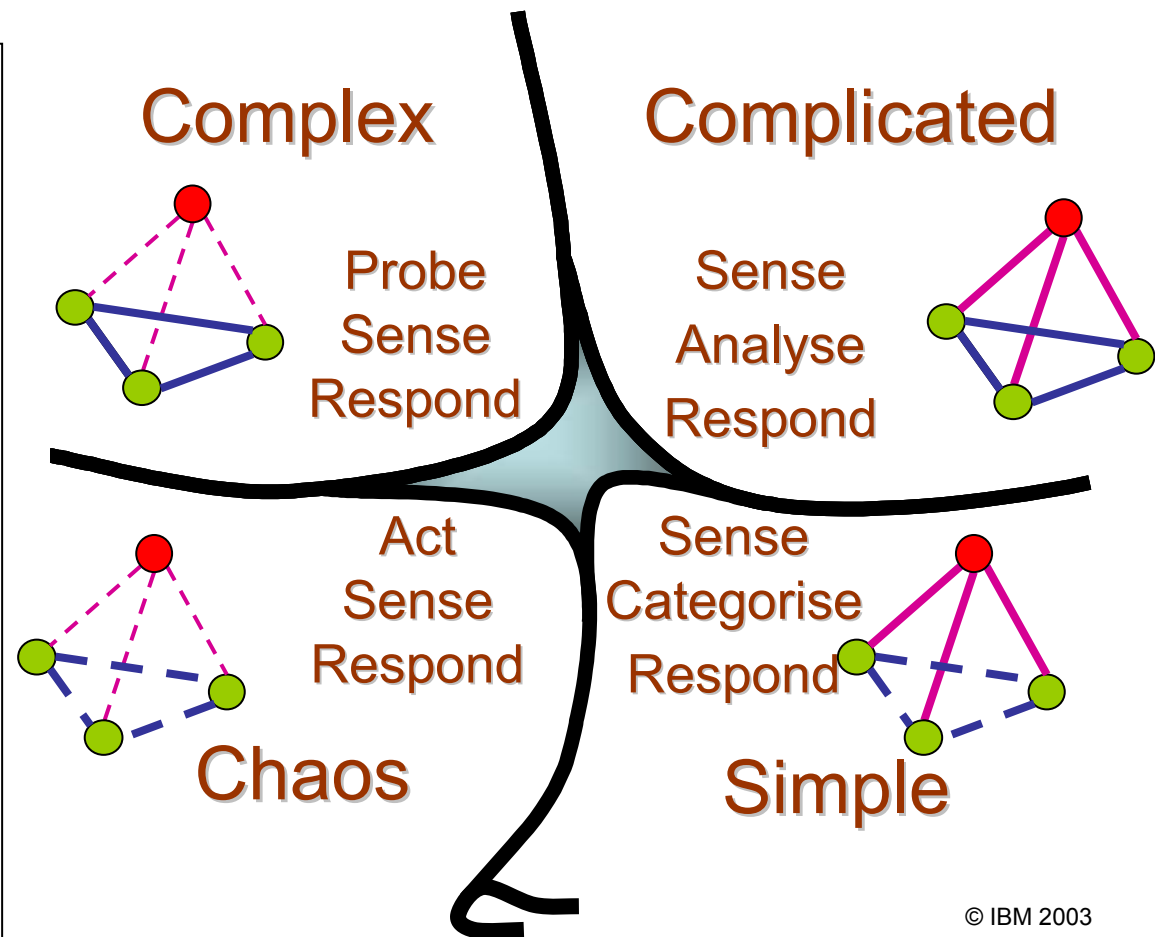 Complex
Probe
Sense
Respond
Complicated
Sense
Analyse
Respond
Act
Sense
Respond
Chaos
Sense
Categorise
Respond
Simple
© IBM 2003